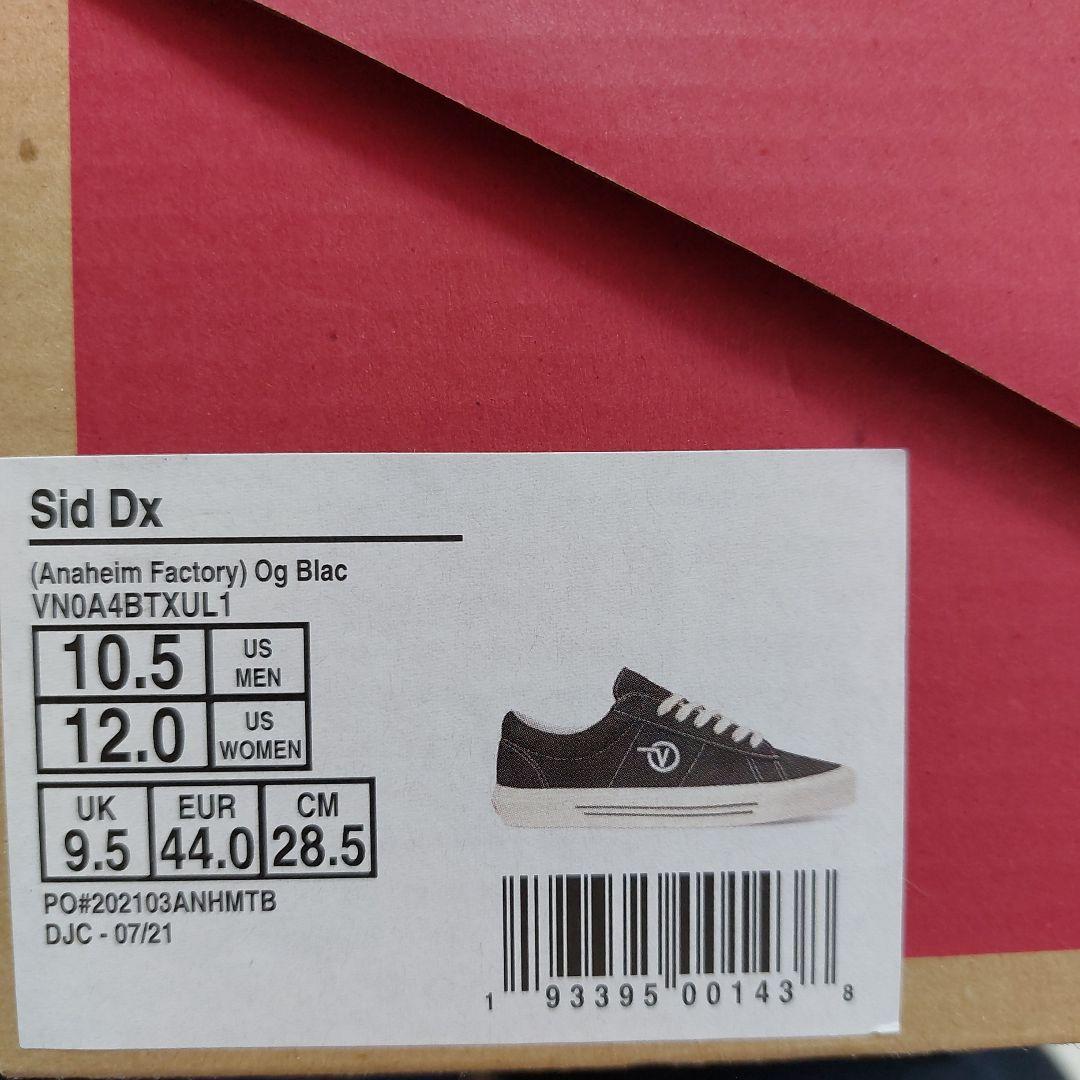 Sid Dx
(Anaheim Factory) Og Blac
VN0A4BTXUL1
10.5 US MEN
12.0 US WOMEN
UK EUR CM
9.5 44.0 28.5
PO#202103ANHMTB
DJC - 07/21
V
1 93395 00143 8